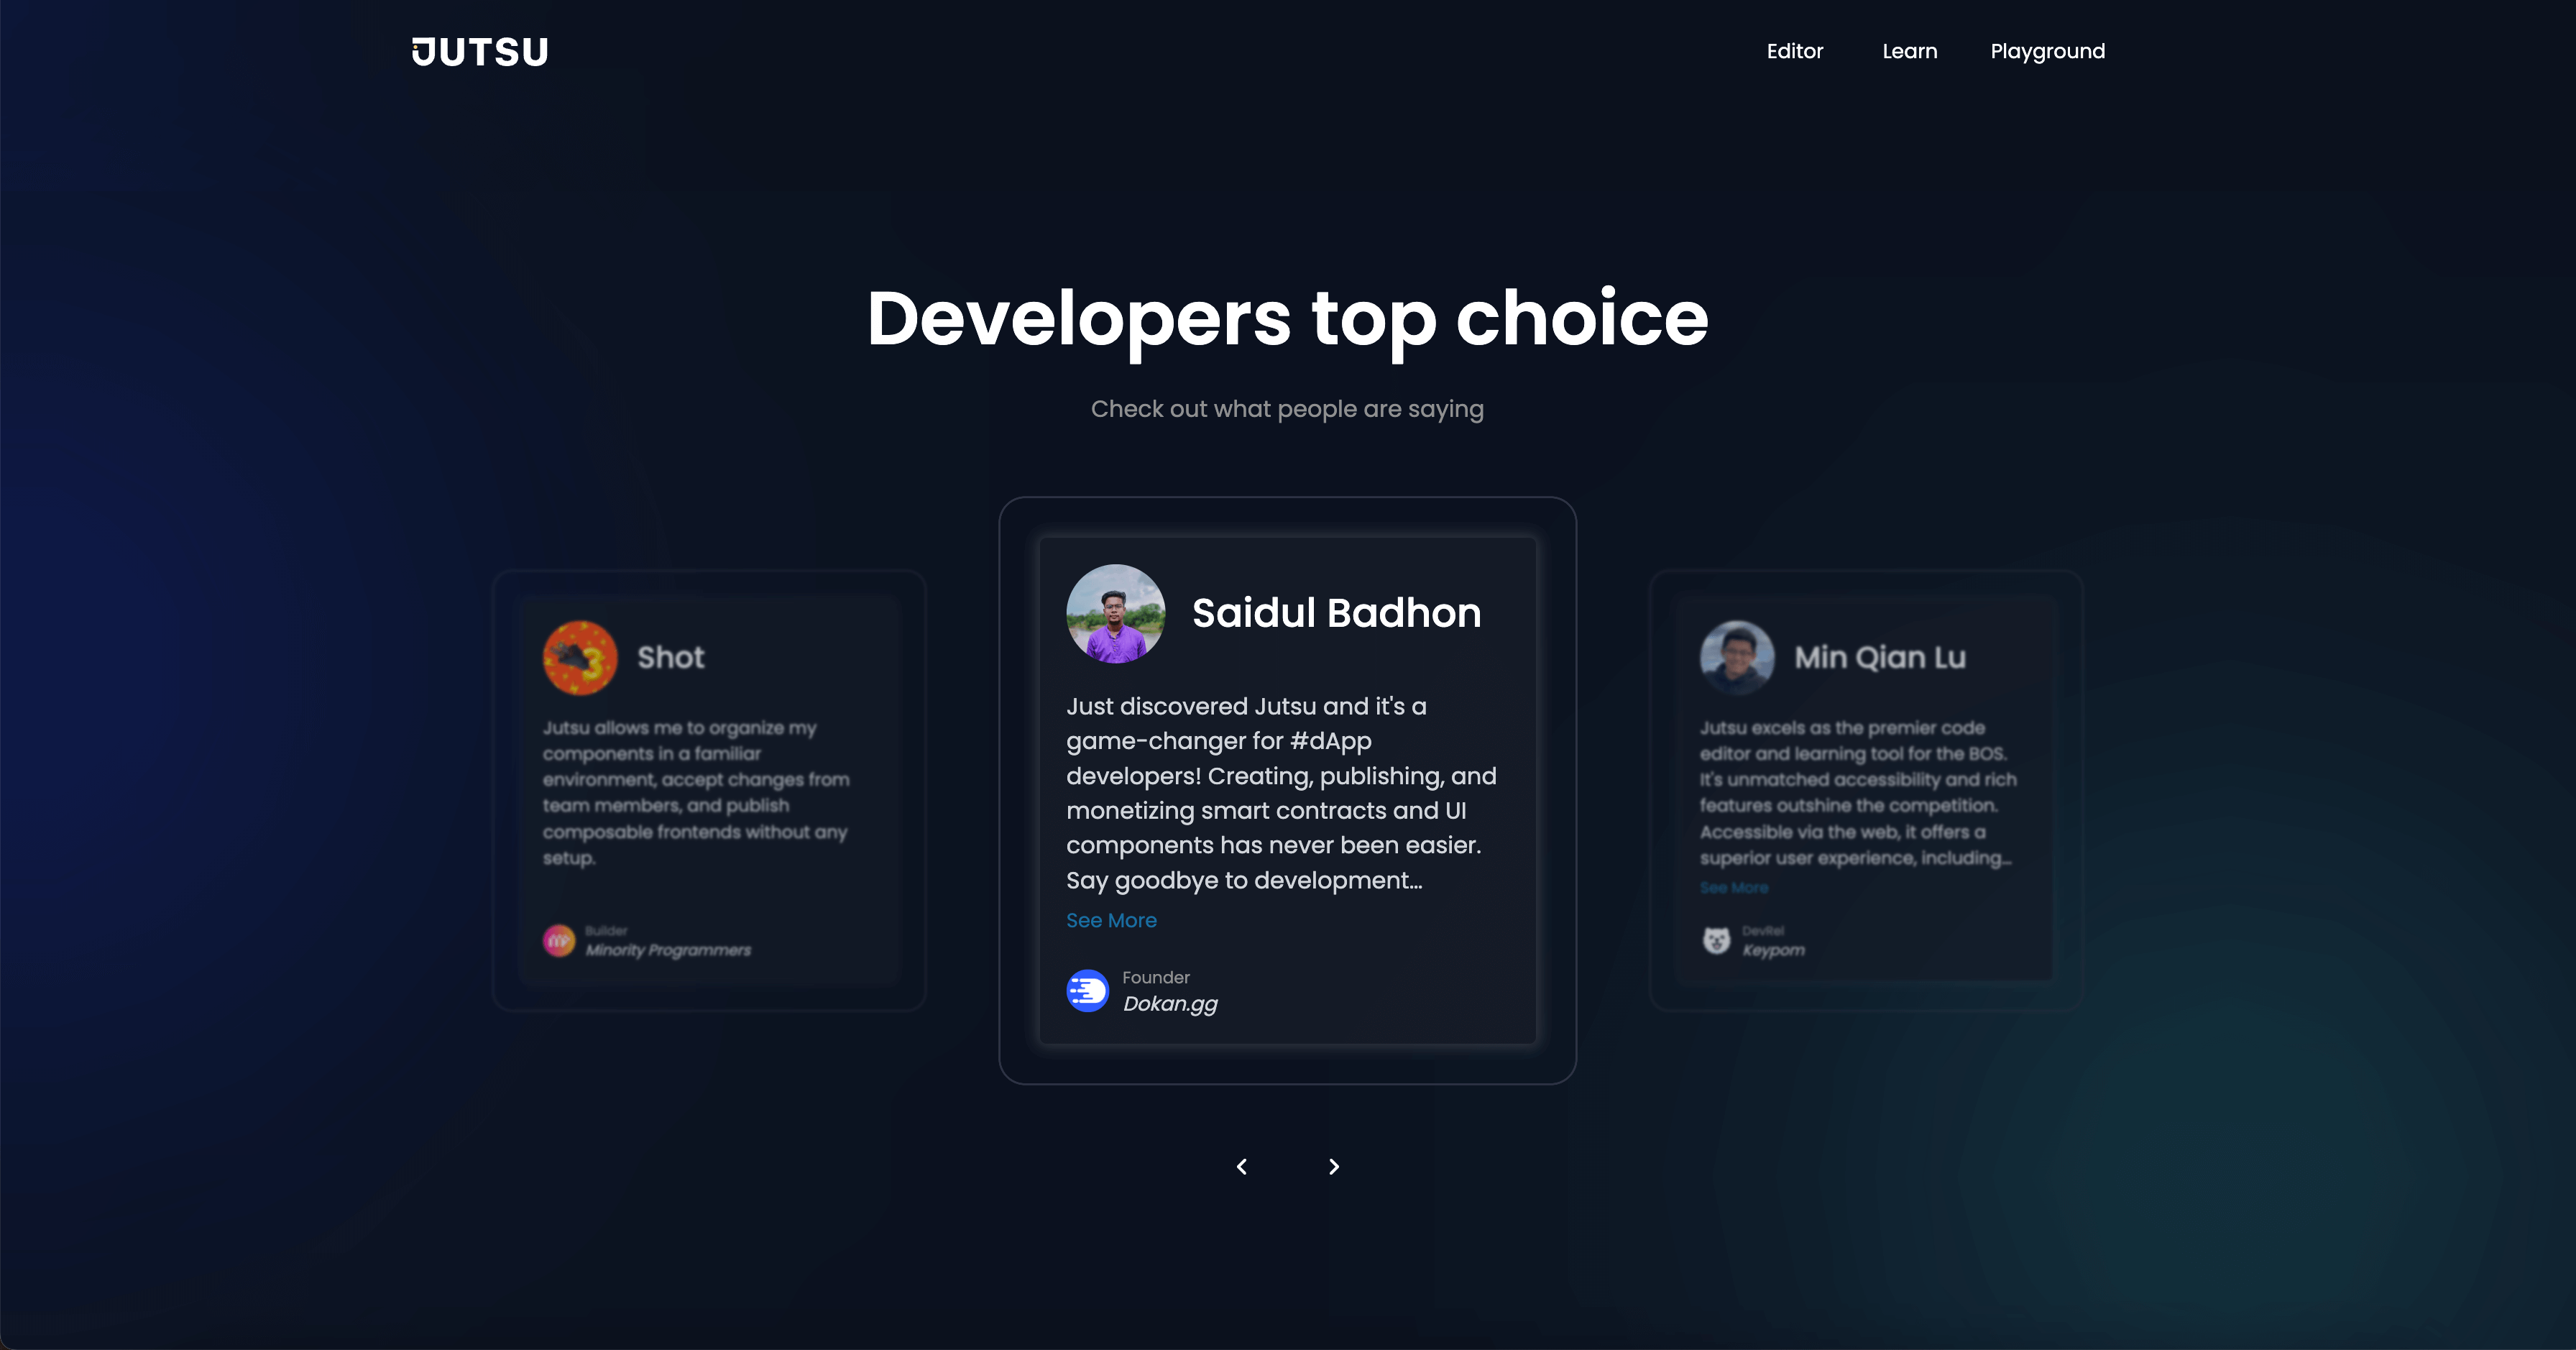 JUTSU
Editor
Learn
Playground
Developers top choice
Check out what people are saying
3
Shot
Jutsu allows me to organize my
components in a familiar
environment, accept changes from
team members, and publish
composable frontends without any
setup.
Builder
Minority Programmers
Saidul Badhon
Just discovered Jutsu and it's a
game-changer for #dApp
developers! Creating, publishing, and
monetizing smart contracts and UI
components has never been easier.
Say goodbye to development...
See More
Founder
Dokan.gg
Min Qian Lu
Jutsu excels as the premier code
editor and learning tool for the BOS.
It's unmatched accessibility and rich
features outshine the competition.
Accessible via the web, it offers a
superior user experience, including...
See More
DevRel
Keypom